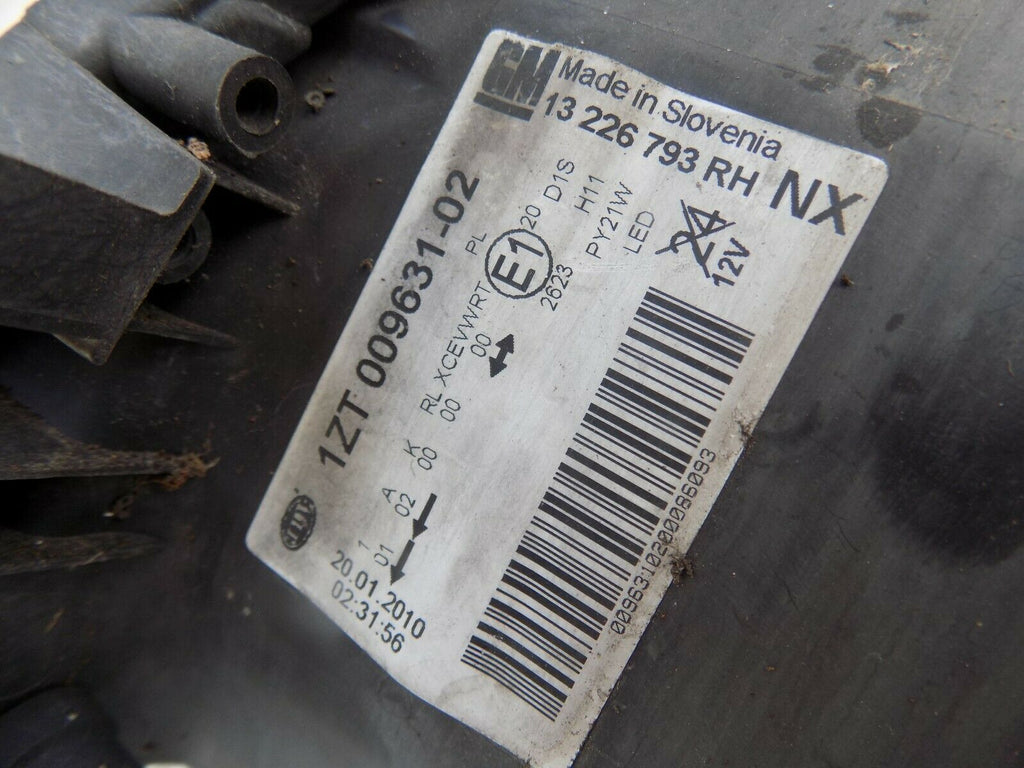 GM Made in Slovenia
13 226 793 RH NX
1ZT 009631-02
PL
E1
20
2623
D1S
H11
PY21W
LED
24
12V
RL XCEVWRT
00
00
K
00
A
02
1
01
20.01.2010
02:31:56
0096310200086093